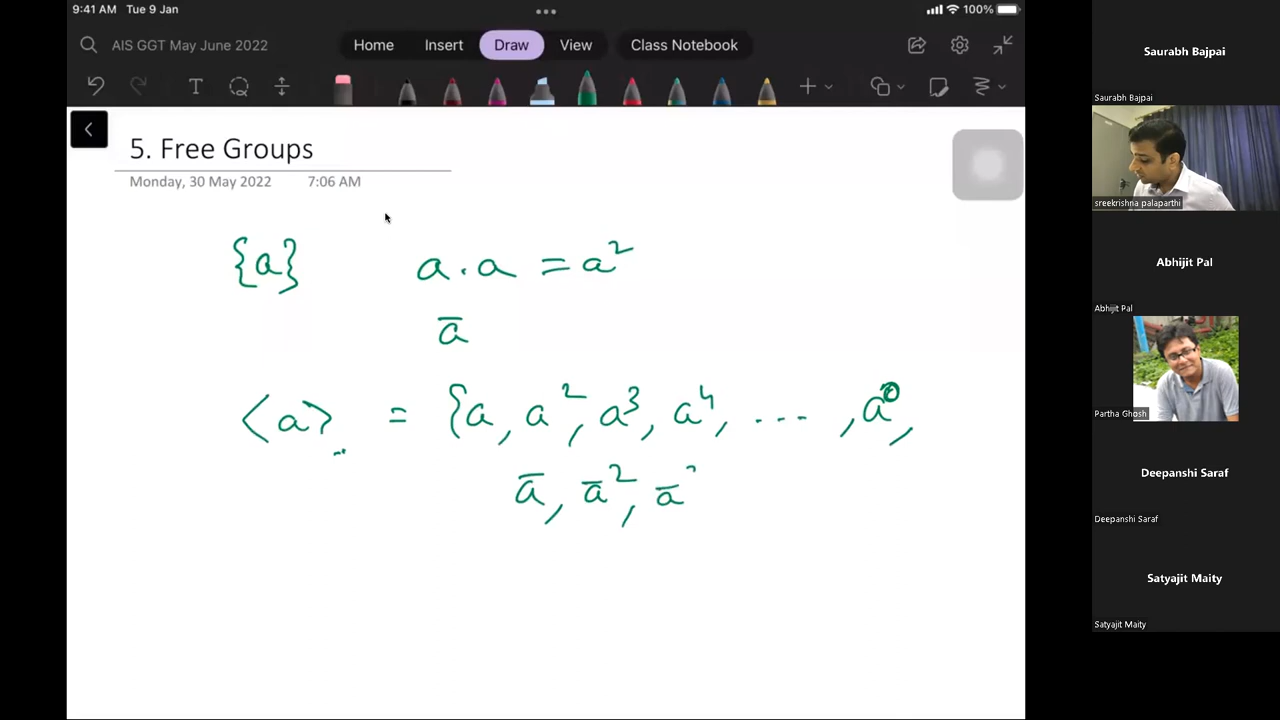 9:41 AM Tue 9 Jan
100%
AIS GGT May June 2022
Home Insert Draw View Class Notebook
5. Free Groups
Monday, 30 May 2022 7:06 AM
{a} a . a = a²
a̅
<a> = {a, a², a³, a⁴, ... , a⁰,
a̅, a̅², a̅
Saurabh Bajpai
Saurabh Bajpai
sreekrishna palaparthi
Abhijit Pal
Abhijit Pal
Partha Ghosh
Deepanshi Saraf
Deepanshi Saraf
Satyajit Maity
Satyajit Maity